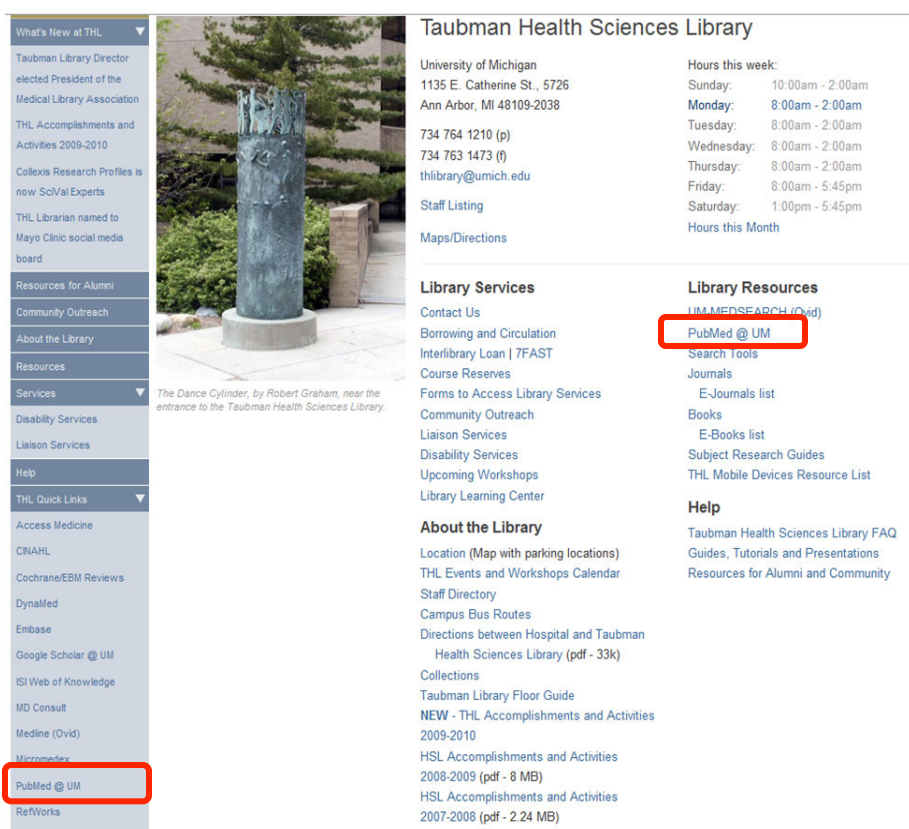 What's New at THL
Taubman Library Director
elected President of the
Medical Library Association
THL Accomplishments and
Activities 2009-2010
Collexis Research Profiles is
now SciVal Experts
THL Librarian named to
Mayo Clinic social media
board
Resources for Alumni
Community Outreach
About the Library
Resources
Services
Disability Services
Liaison Services
Help
THL Quick Links
Access Medicine
CINAHL
Cochrane/EBM Reviews
DynaMed
Embase
Google Scholar @ UM
ISI Web of Knowledge
MD Consult
Medline (Ovid)
Micromedex
PubMed @ UM
RefWorks
The Dance Cylinder, by Robert Graham, near the
entrance to the Taubman Health Sciences Library.
Taubman Health Sciences Library
University of Michigan
1135 E. Catherine St., 5726
Ann Arbor, MI 48109-2038
734 764 1210 (p)
734 763 1473 (f)
thlibrary@umich.edu
Staff Listing
Maps/Directions
Hours this week:
Sunday: 10:00am - 2:00am
Monday: 8:00am - 2:00am
Tuesday: 8:00am - 2:00am
Wednesday: 8:00am - 2:00am
Thursday: 8:00am - 2:00am
Friday: 8:00am - 5:45pm
Saturday: 1:00pm - 5:45pm
Hours this Month
Library Services
Contact Us
Borrowing and Circulation
Interlibrary Loan | 7FAST
Course Reserves
Forms to Access Library Services
Community Outreach
Liaison Services
Disability Services
Upcoming Workshops
Library Learning Center
About the Library
Location (Map with parking locations)
THL Events and Workshops Calendar
Staff Directory
Campus Bus Routes
Directions between Hospital and Taubman
Health Sciences Library (pdf - 33k)
Collections
Taubman Library Floor Guide
NEW - THL Accomplishments and Activities
2009-2010
HSL Accomplishments and Activities
2008-2009 (pdf - 8 MB)
HSL Accomplishments and Activities
2007-2008 (pdf - 2.24 MB)
Library Resources
UM-MEDSEARCH (Ovid)
PubMed @ UM
Search Tools
Journals
E-Journals list
Books
E-Books list
Subject Research Guides
THL Mobile Devices Resource List
Help
Taubman Health Sciences Library FAQ
Guides, Tutorials and Presentations
Resources for Alumni and Community